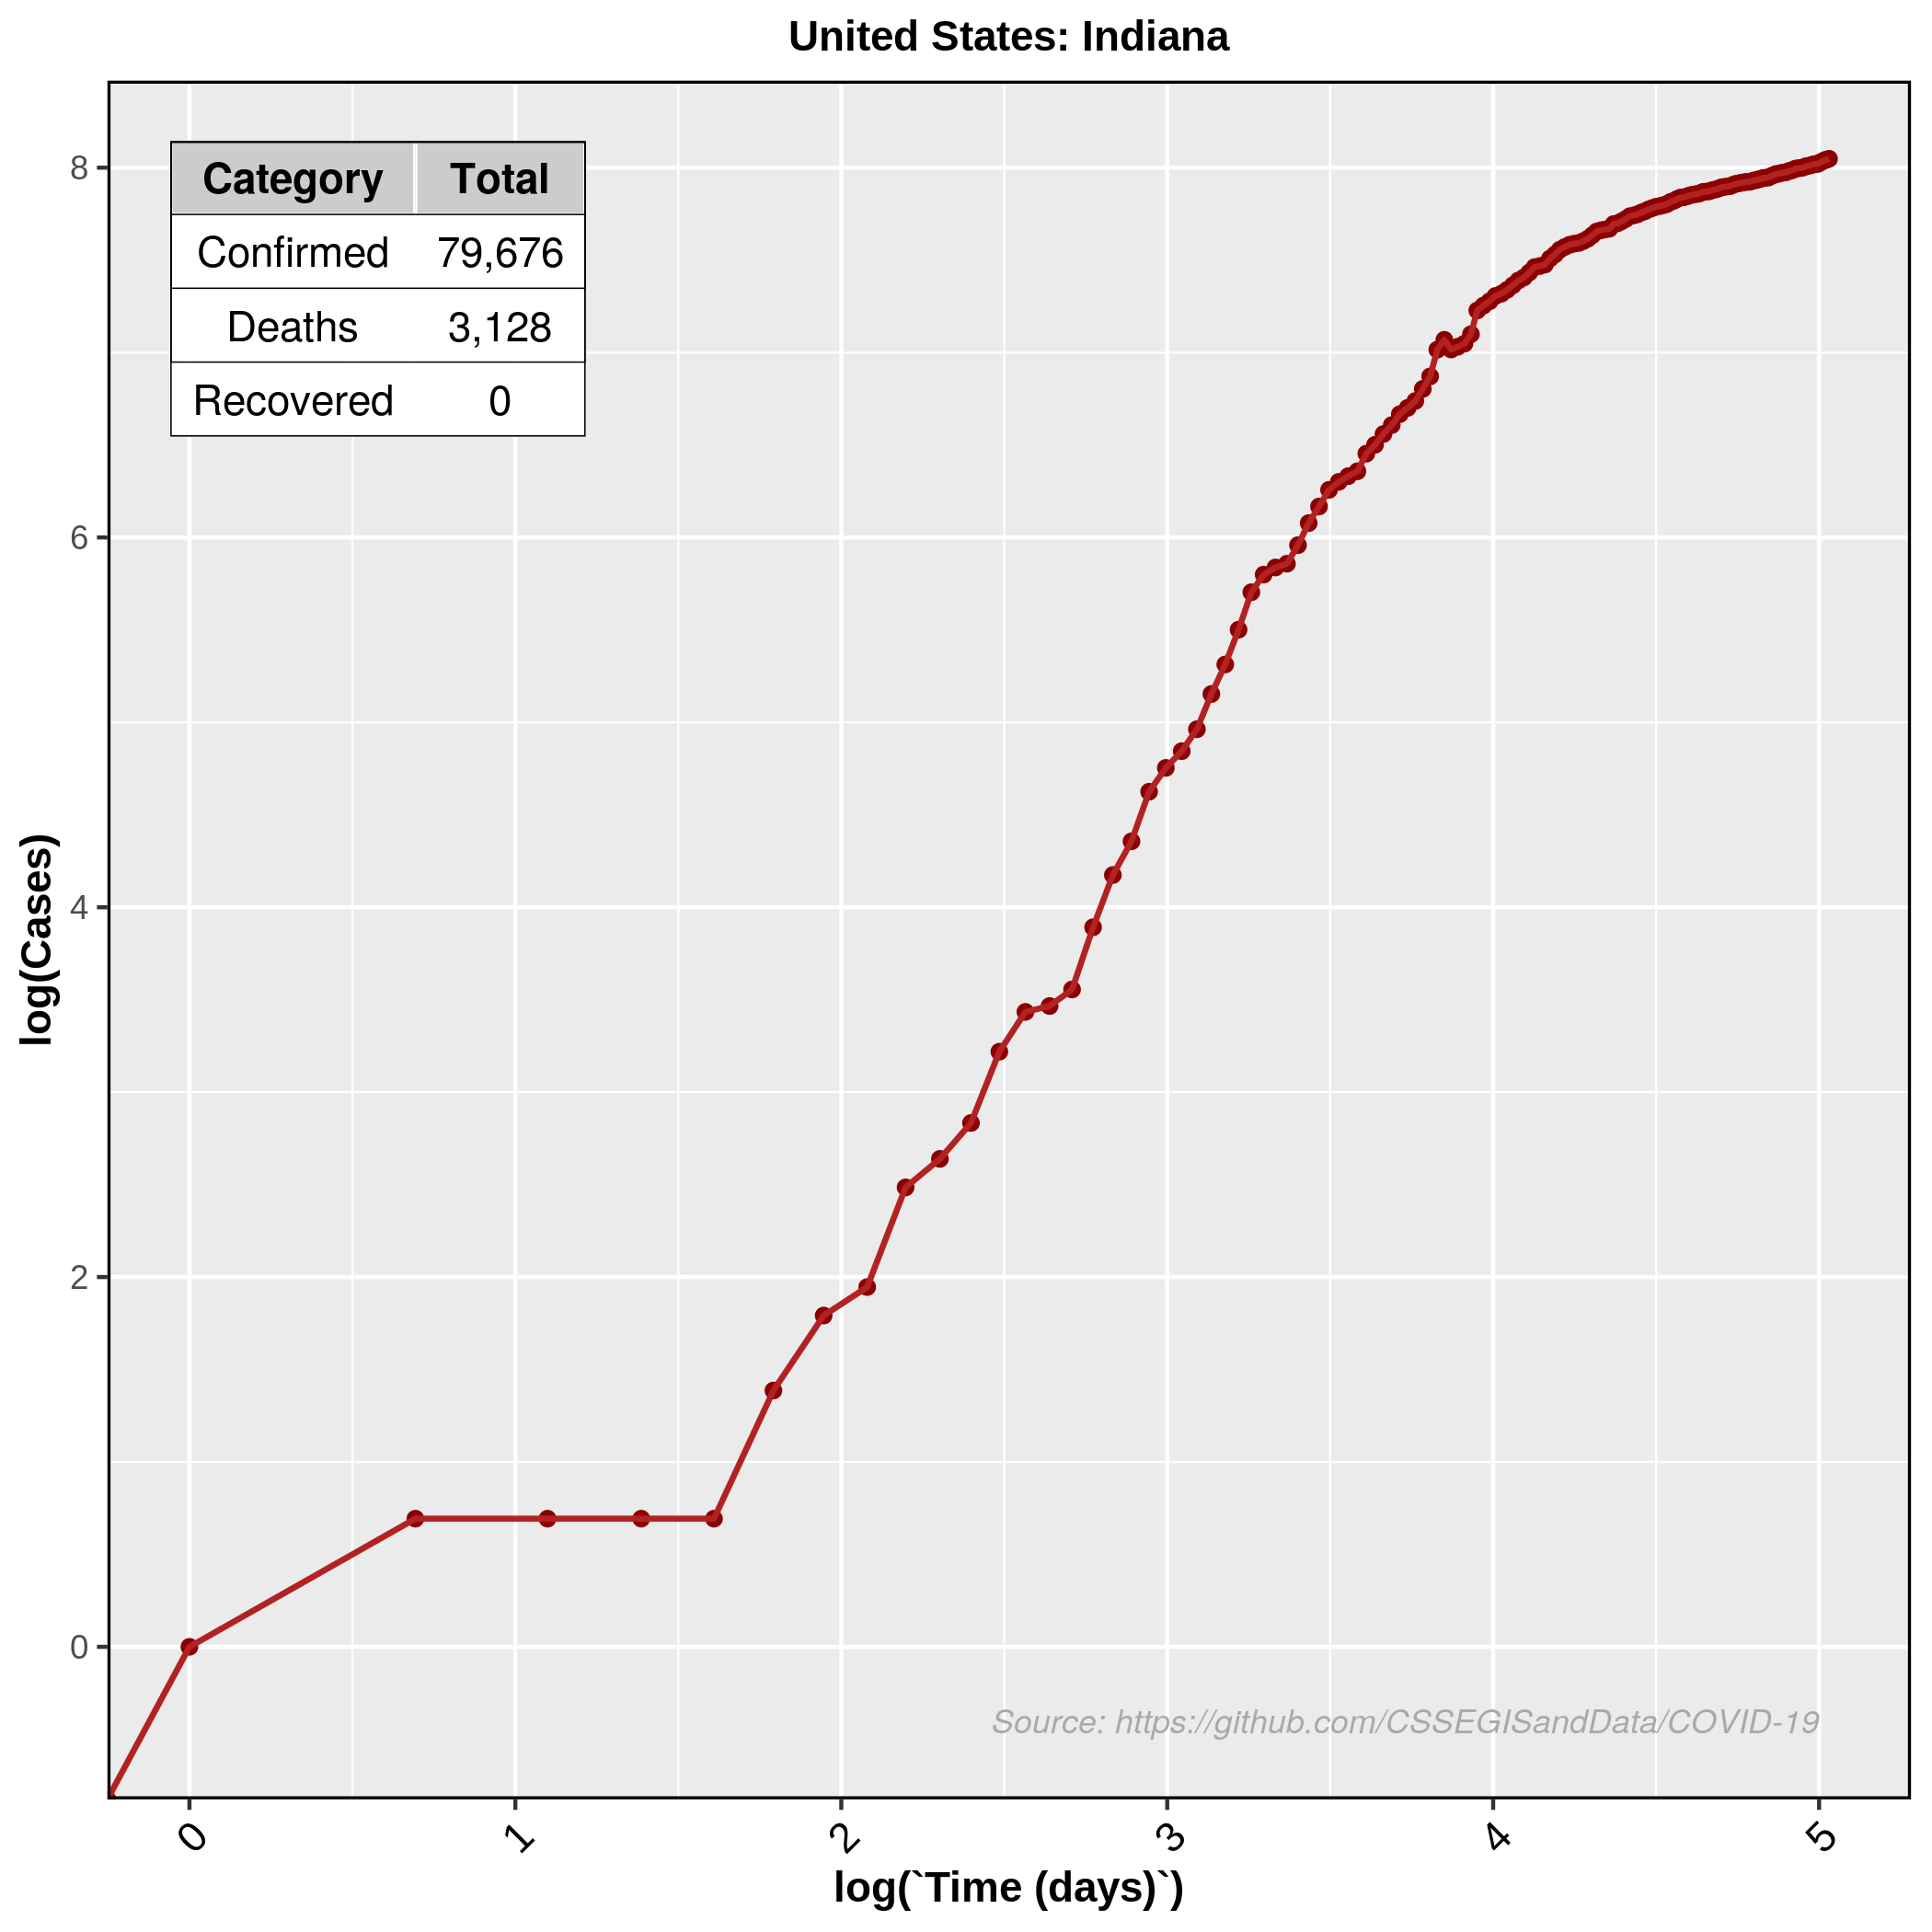 United States: Indiana
Category Total
Confirmed 79,676
Deaths 3,128
Recovered 0
8
6
4
2
0
log(Cases)
Source: https://github.com/CSSEGISandData/COVID-19
0 1 2 3 4 5
log(`Time (days)`)